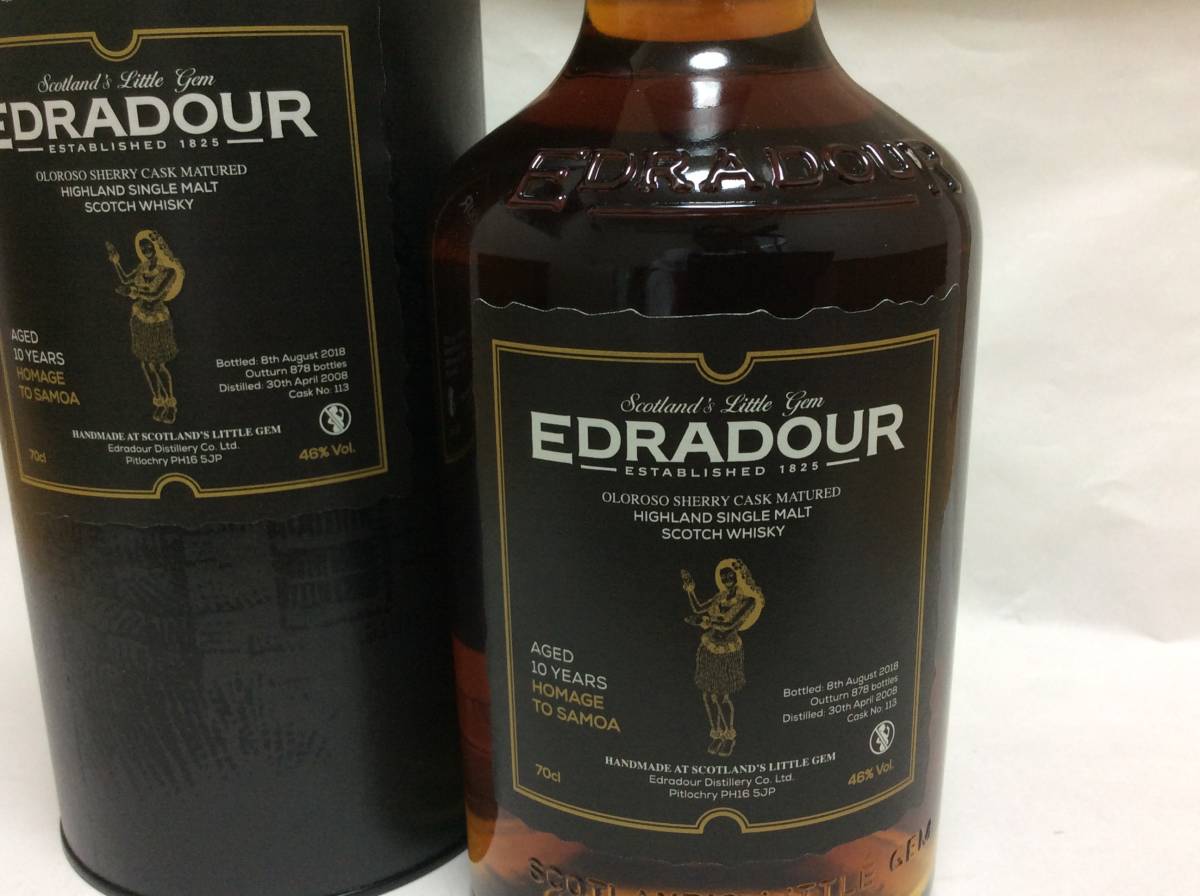 Scotland's Little Gem
EDRADOUR
ESTABLISHED 1825
OLOROSO SHERRY CASK MATURED
HIGHLAND SINGLE MALT
SCOTCH WHISKY
AGED
10 YEARS
HOMAGE
TO SAMOA
Bottled: 8th August 2018
Outturn 878 bottles
Distilled: 30th April 2008
Cask No: 113
HANDMADE AT SCOTLAND'S LITTLE GEM
Edradour Distillery Co. Ltd.
Pitlochry PH16 5JP
70cl
46% Vol.
EDRADOUR
Scotland's Little Gem
EDRADOUR
ESTABLISHED 1825
OLOROSO SHERRY CASK MATURED
HIGHLAND SINGLE MALT
SCOTCH WHISKY
AGED
10 YEARS
HOMAGE
TO SAMOA
Bottled: 8th August 2018
Outturn 878 bottles
Distilled: 30th April 2008
Cask No: 113
HANDMADE AT SCOTLAND'S LITTLE GEM
Edradour Distillery Co. Ltd.
Pitlochry PH16 5JP
70cl
46% Vol.
SCOTLAND'S LITTLE GEM